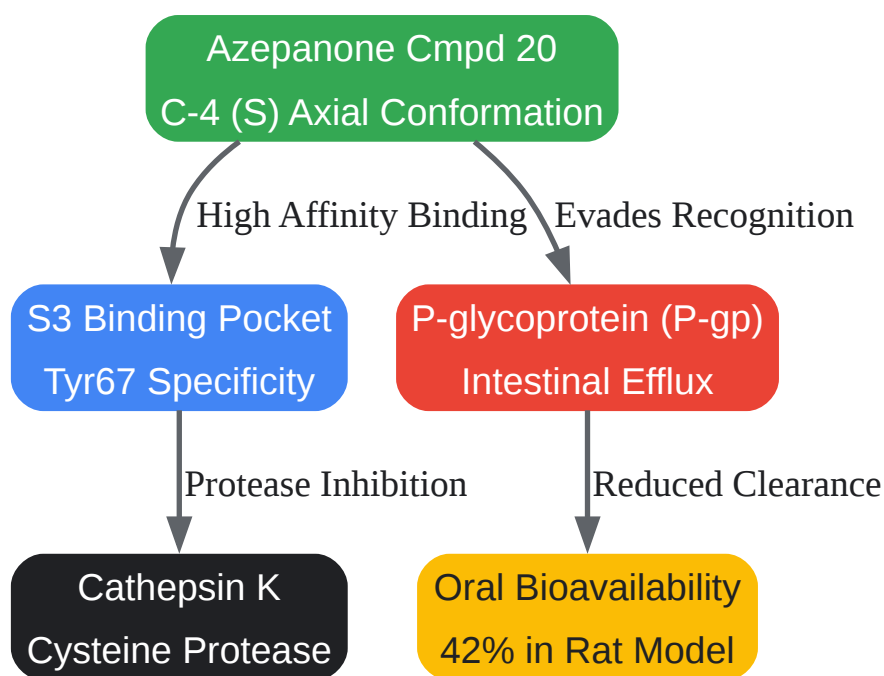 Azepanone Cmpd 20
C-4 (S) Axial Conformation
High Affinity Binding
Evades Recognition
S3 Binding Pocket
Tyr67 Specificity
P-glycoprotein (P-gp)
Intestinal Efflux
Protease Inhibition
Reduced Clearance
Cathepsin K
Cysteine Protease
Oral Bioavailability
42% in Rat Model